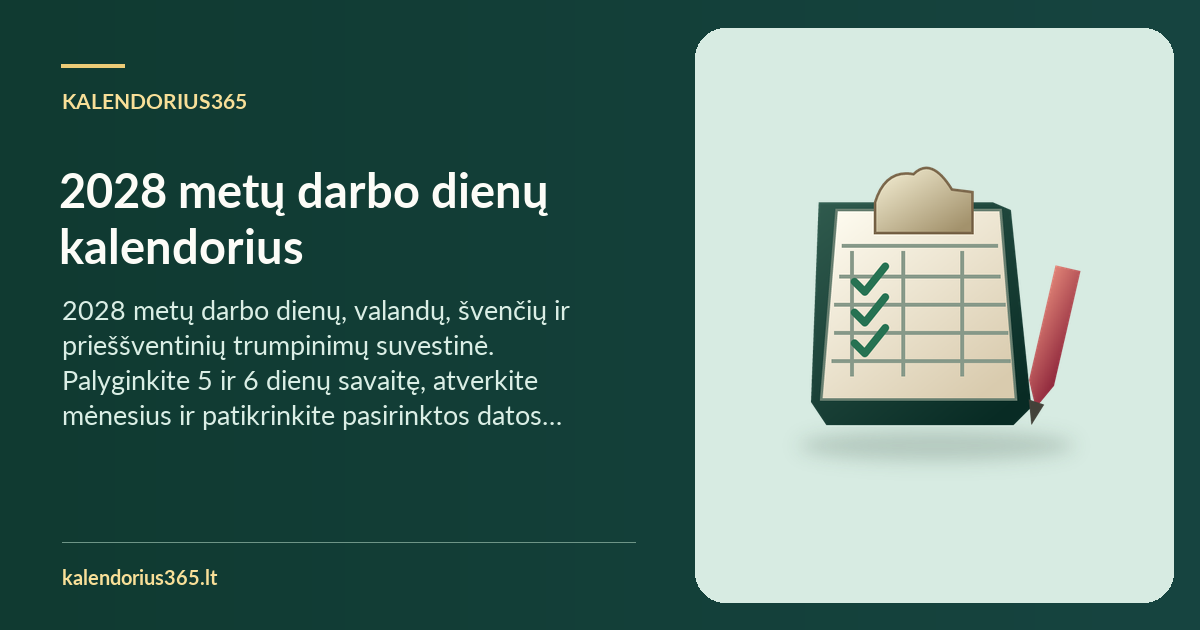 KALENDORIUS365
2028 metų darbo dienų
kalendorius
2028 metų darbo dienų, valandų, švenčių ir
prieššventinių trumpinimų suvestinė.
Palyginkite 5 ir 6 dienų savaitę, atverkite
mėnesius ir patikrinkite pasirinktos datos...
kalendorius365.lt